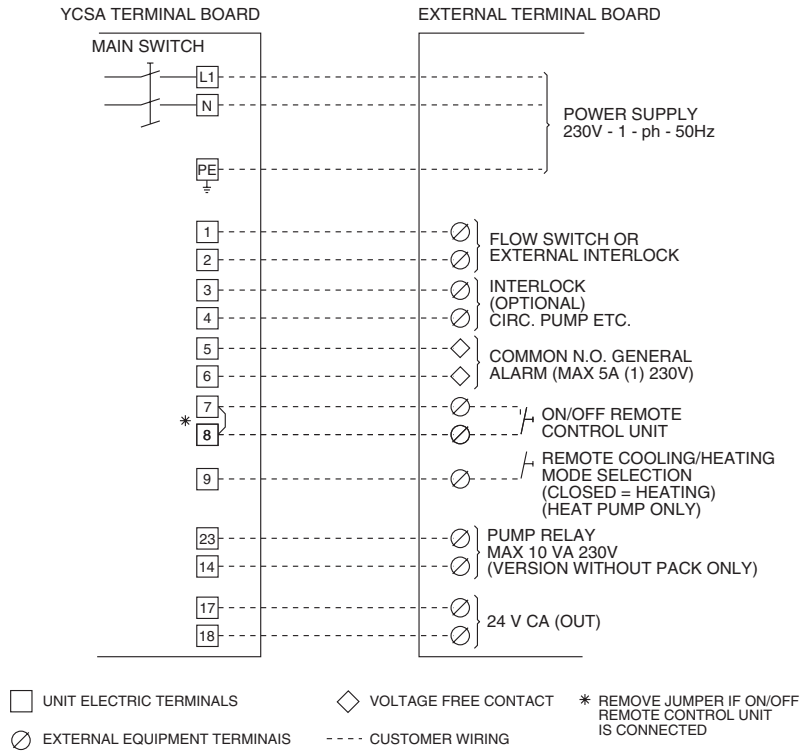 YCSA TERMINAL BOARD
EXTERNAL TERMINAL BOARD
MAIN SWITCH
L1
N
POWER SUPPLY
230V - 1 - ph - 50Hz
PE
1
2
FLOW SWITCH OR
EXTERNAL INTERLOCK
3
4
INTERLOCK
(OPTIONAL)
CIRC. PUMP ETC.
5
6
COMMON N.O. GENERAL
ALARM (MAX 5A (1) 230V)
7
* 8
ON/OFF REMOTE
CONTROL UNIT
9
REMOTE COOLING/HEATING
MODE SELECTION
(CLOSED = HEATING)
(HEAT PUMP ONLY)
23
14
PUMP RELAY
MAX 10 VA 230V
(VERSION WITHOUT PACK ONLY)
17
18
24 V CA (OUT)
UNIT ELECTRIC TERMINALS
VOLTAGE FREE CONTACT
* REMOVE JUMPER IF ON/OFF
REMOTE CONTROL UNIT
IS CONNECTED
EXTERNAL EQUIPMENT TERMINAIS
---- CUSTOMER WIRING